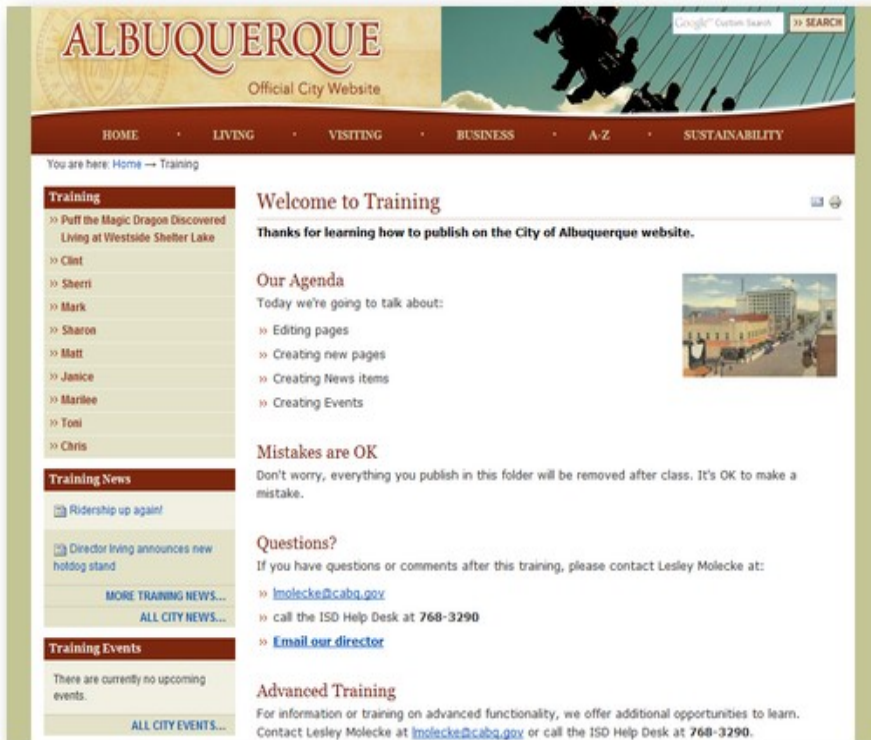 ALBUQUERQUE
Official City Website
Google™ Custom Search
» SEARCH
HOME · LIVING · VISITING · BUSINESS · A-Z · SUSTAINABILITY
You are here: Home → Training
Training
» Puff the Magic Dragon Discovered
Living at Westside Shelter Lake
» Clint
» Sherri
» Mark
» Sharon
» Matt
» Janice
» Marilee
» Toni
» Chris
Training News
Ridership up again!
Director Irving announces new
hotdog stand
MORE TRAINING NEWS...
ALL CITY NEWS...
Training Events
There are currently no upcoming
events.
ALL CITY EVENTS...
Welcome to Training
Thanks for learning how to publish on the City of Albuquerque website.
Our Agenda
Today we're going to talk about:
» Editing pages
» Creating new pages
» Creating News items
» Creating Events
Mistakes are OK
Don't worry, everything you publish in this folder will be removed after class. It's OK to make a
mistake.
Questions?
If you have questions or comments after this training, please contact Lesley Molecke at:
» lmolecke@cabq.gov
» call the ISD Help Desk at 768-3290
» Email our director
Advanced Training
For information or training on advanced functionality, we offer additional opportunities to learn.
Contact Lesley Molecke at lmolecke@cabq.gov or call the ISD Help Desk at 768-3290.